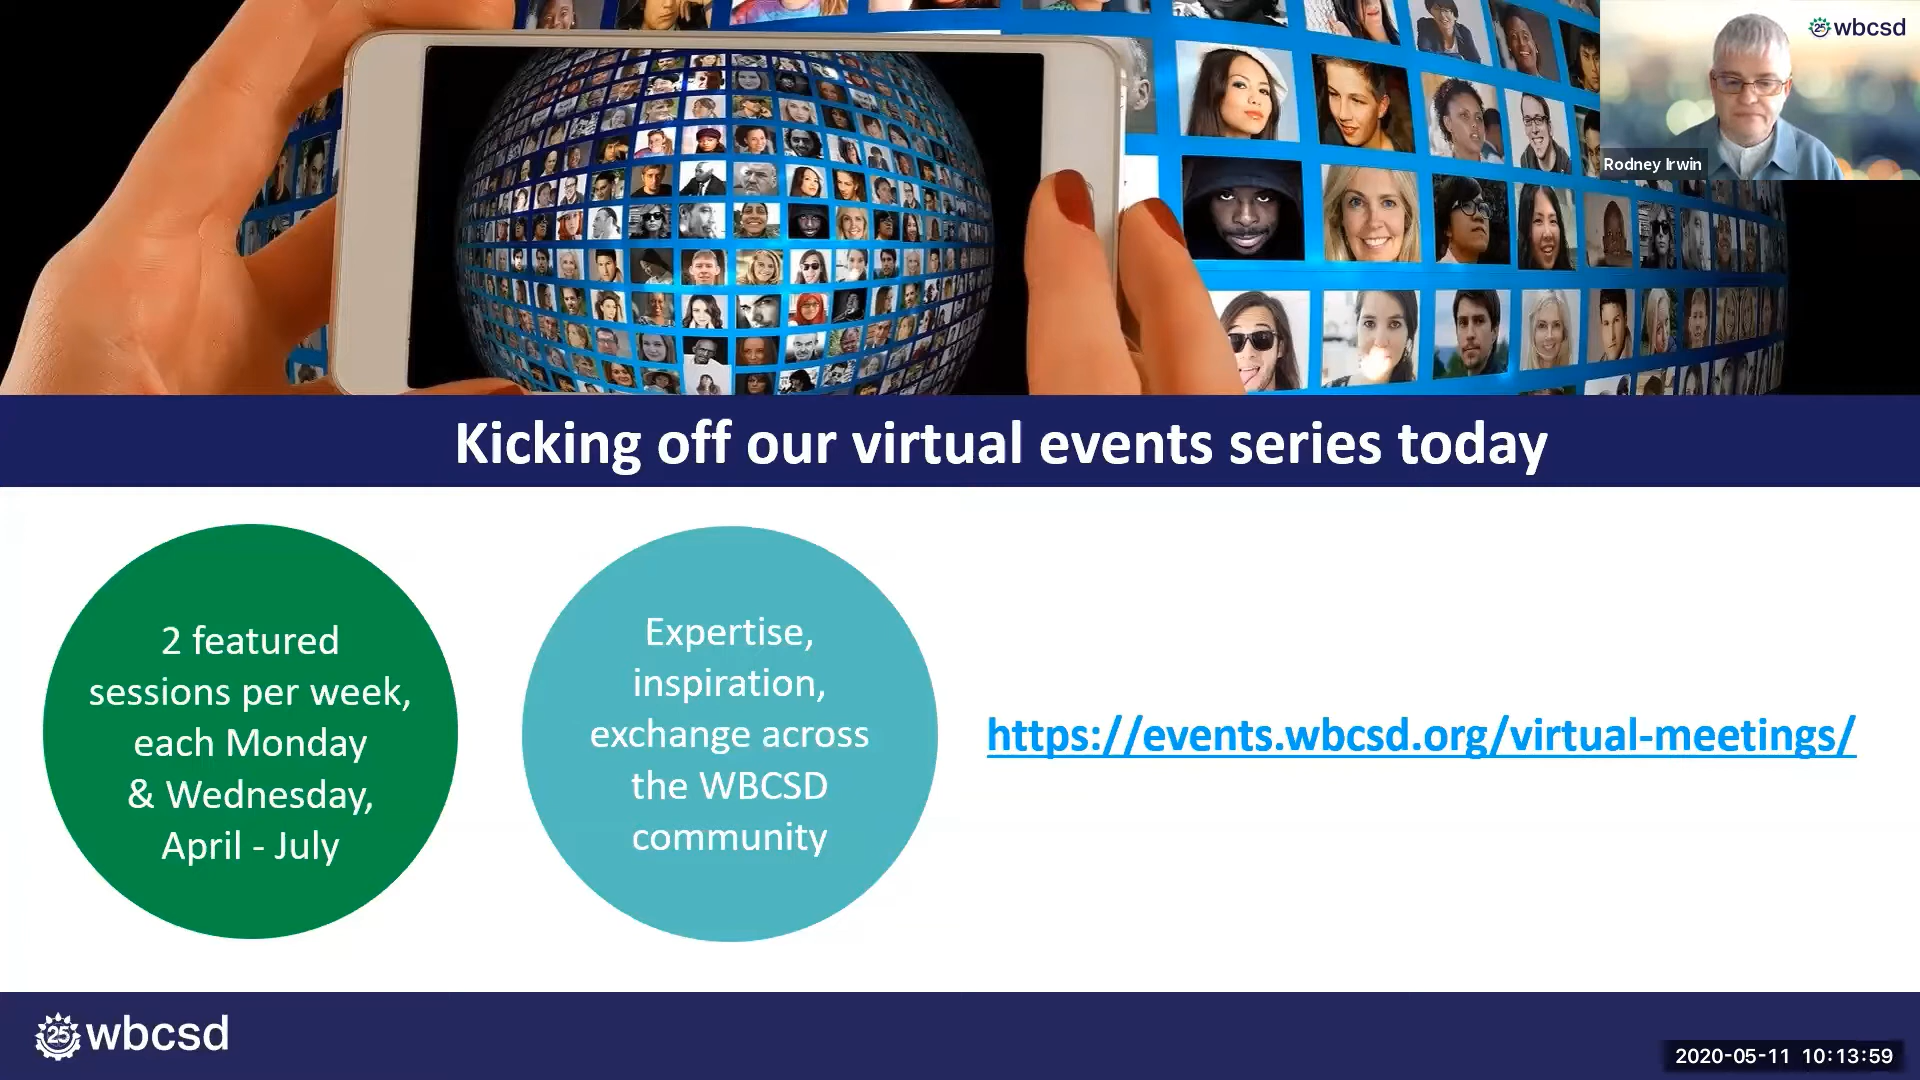 wbcsd
Rodney Irwin
Kicking off our virtual events series today
2 featured
sessions per week,
each Monday
& Wednesday,
April - July
Expertise,
inspiration,
exchange across
the WBCSD
community
https://events.wbcsd.org/virtual-meetings/
25 wbcsd
2020-05-11 10:13:59